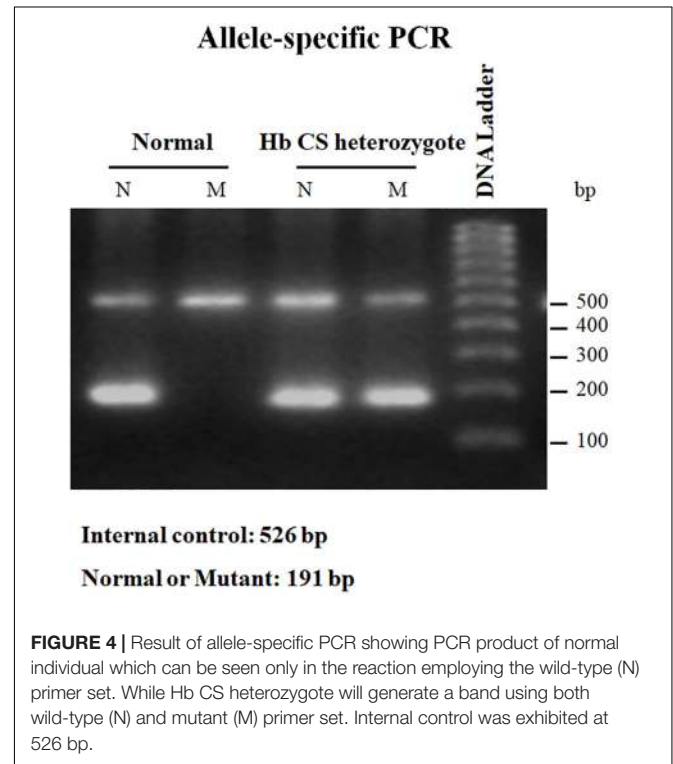 Allele-specific PCR
Normal Hb CS heterozygote DNA Ladder
N M N M bp
500
400
300
200
100
Internal control: 526 bp
Normal or Mutant: 191 bp
FIGURE 4 | Result of allele-specific PCR showing PCR product of normal
individual which can be seen only in the reaction employing the wild-type (N)
primer set. While Hb CS heterozygote will generate a band using both
wild-type (N) and mutant (M) primer set. Internal control was exhibited at
526 bp.